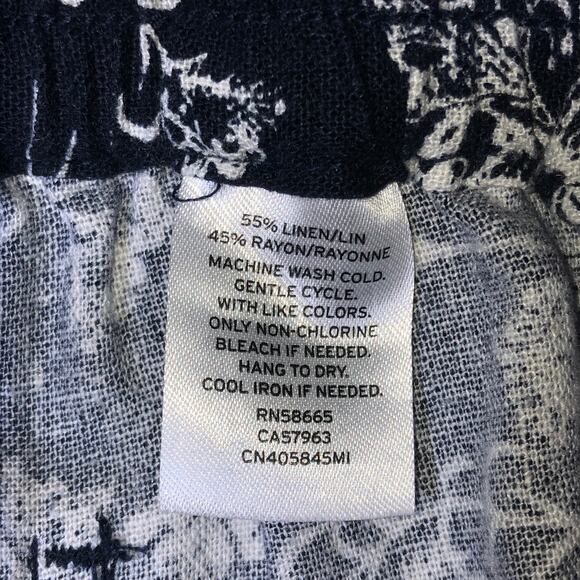 55% LINEN/LIN
45% RAYON/RAYONNE
MACHINE WASH COLD.
GENTLE CYCLE.
WITH LIKE COLORS.
ONLY NON-CHLORINE
BLEACH IF NEEDED.
HANG TO DRY.
COOL IRON IF NEEDED.
RN58665
CA57963
CN405845MI